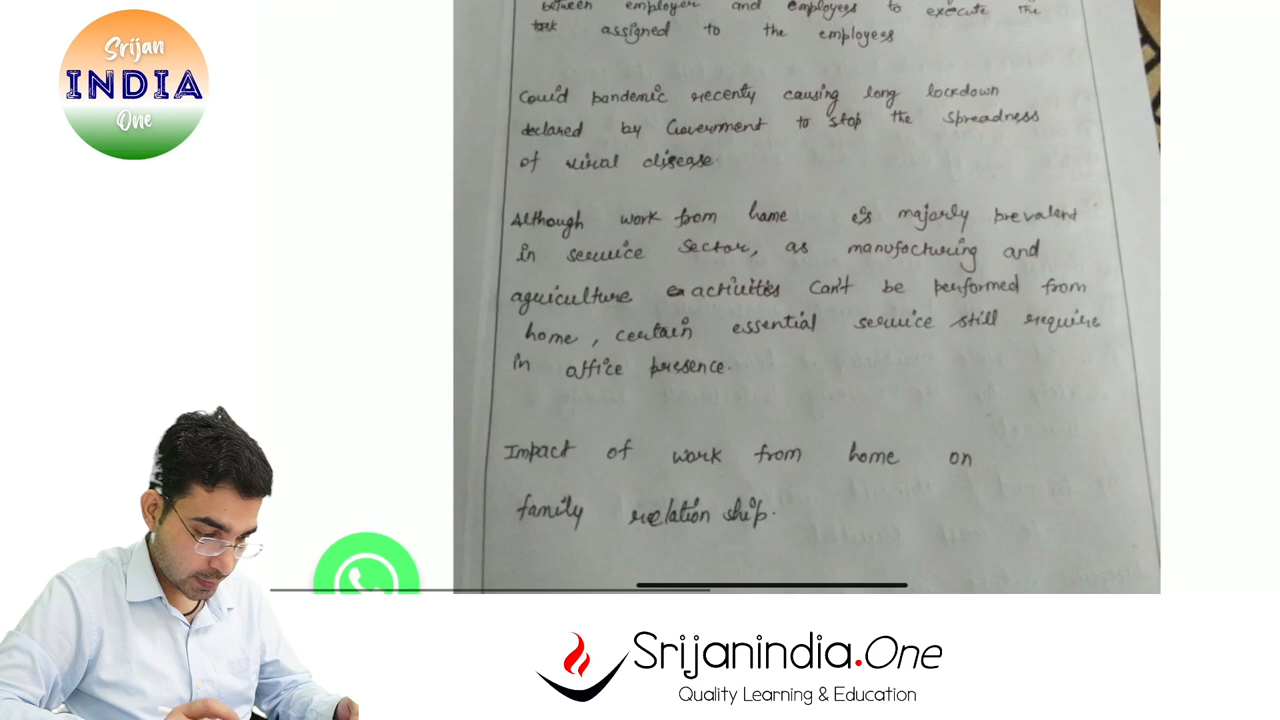 Srijan
INDIA
One
between employer and employees to execute the
task assigned to the employees
Covid pandemic recently causing long lockdown
declared by Government to stop the spreadness
of viral disease.
Although work from home is majorly prevalent
in service sector, as manufacturing and
agriculture activities can't be performed from
home, certain essential service still require
in office presence.
Impact of work from home on
family relation ship.
Srijanindia.One
Quality Learning & Education